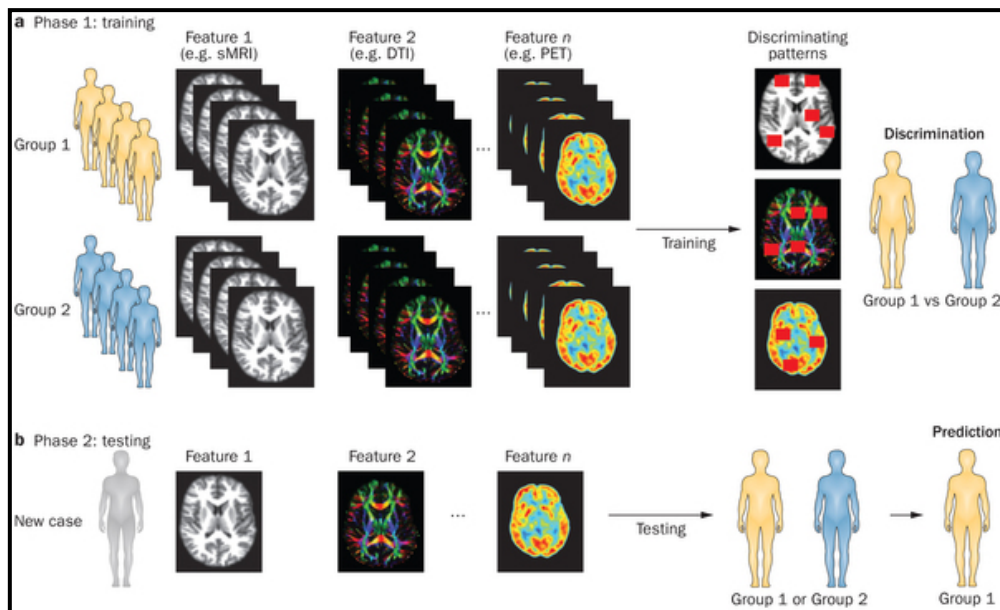 a Phase 1: training
Feature 1
(e.g. sMRI)
Feature 2
(e.g. DTI)
Feature n
(e.g. PET)
Discriminating
patterns
Group 1
...
Discrimination
Training
Group 2
...
Group 1 vs Group 2
b Phase 2: testing
Prediction
Feature 1
Feature 2
Feature n
New case
...
Testing
Group 1 or Group 2
Group 1